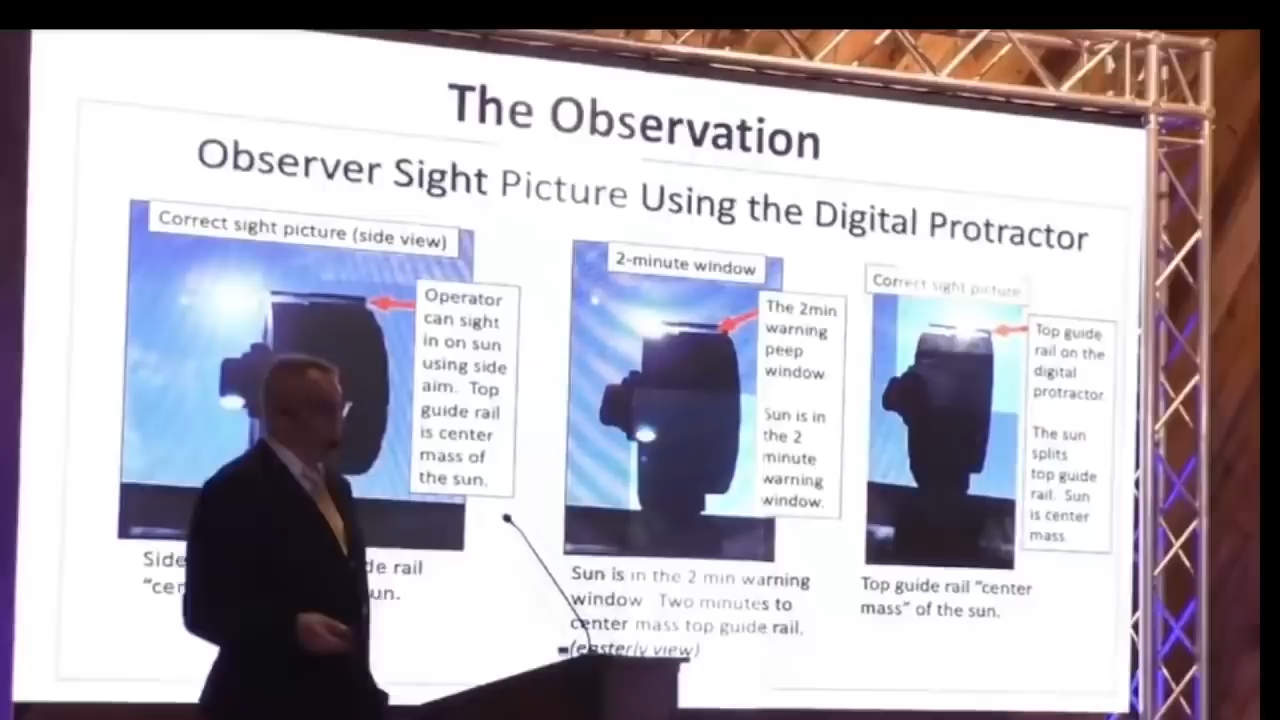 The Observation
Observer Sight Picture Using the Digital Protractor
Correct sight picture (side view)
Operator
can sight
in on sun
using side
aim. Top
guide rail
is center
mass of
the sun.
Side
de rail
"cen
un.
2-minute window
The 2min
warning
peep
window
Sun is in
the 2
minute
warning
window.
Sun is in the 2 min warning
window Two minutes to
center mass top guide rail.
(easterly view)
Correct sight picture
Top guide
rail on the
digital
protractor.
The sun
splits
top guide
rail. Sun
is center
mass
Top guide rail "center
mass" of the sun.